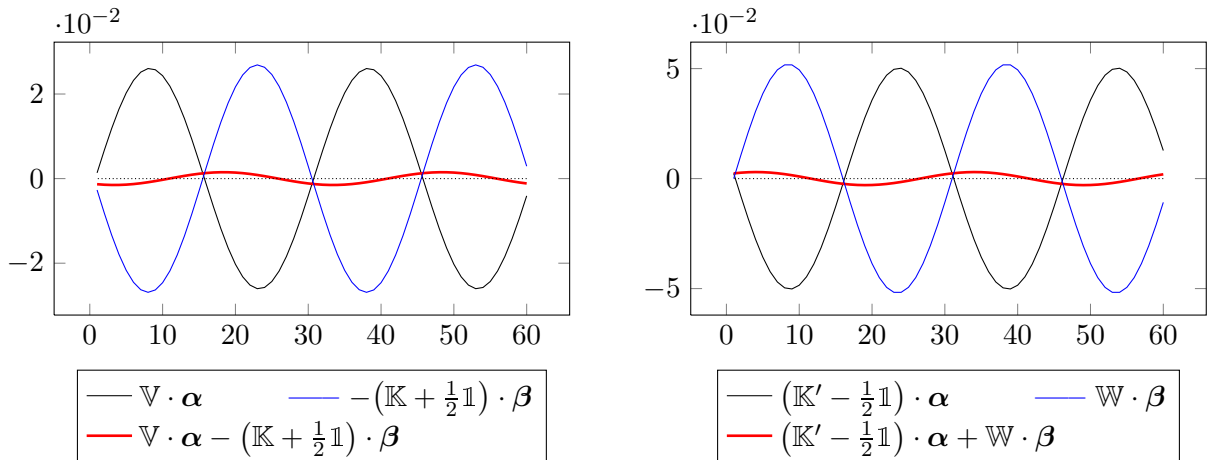 ·10⁻²
2
0
−2
0 10 20 30 40 50 60
𝕍 · 𝜶 −(𝕂 + ½𝟙) · 𝜷
𝕍 · 𝜶 − (𝕂 + ½𝟙) · 𝜷
·10⁻²
5
0
−5
0 10 20 30 40 50 60
(𝕂′ − ½𝟙) · 𝜶 𝕎 · 𝜷
(𝕂′ − ½𝟙) · 𝜶 + 𝕎 · 𝜷